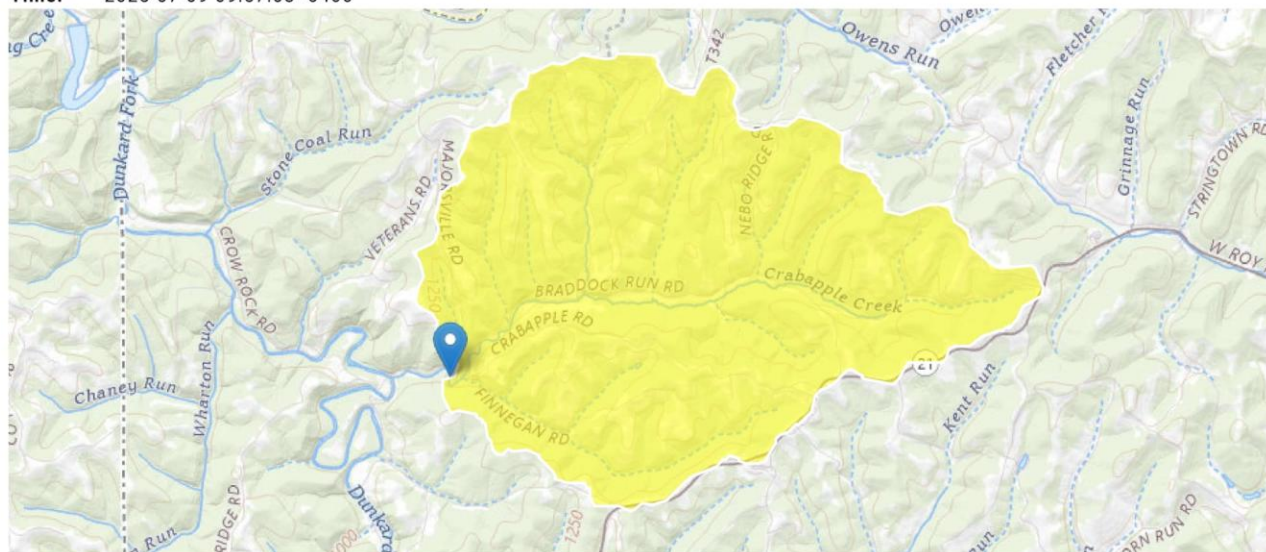 Dunkard Fork
Stone Coal Run
MAJORSVILLE RD
VETERANS RD
CROW ROCK RD
T342
Owens Run
Fletcher
Grinnage Run
STRINGTOWN RD
W ROY
NEBO RIDGE R
BRADDOCK RUN RD
Crabapple Creek
CRABAPPLE RD
1250
FINNEGAN RD
21
Kent Run
Chaney Run
Wharton Run
RIDGE RD
Dunkard
1000
1250
Run
RN RUN RD